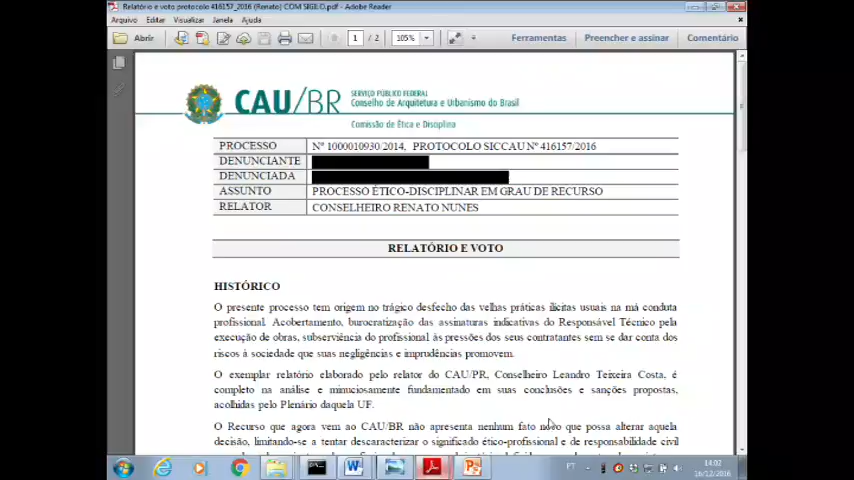 Relatório e voto protocolo 416157_2016 (Renato) COM SIGILO.pdf - Adobe Reader
Arquivo Editar Visualizar Janela Ajuda
Abrir 1 / 2 105% Ferramentas Preencher e assinar Comentário
CAU/BR
SERVIÇO PÚBLICO FEDERAL
Conselho de Arquitetura e Urbanismo do Brasil
Comissão de Ética e Disciplina
PROCESSO Nº 1000010930/2014, PROTOCOLO SICCAU Nº 416157/2016
DENUNCIANTE
DENUNCIADA
ASSUNTO PROCESSO ÉTICO-DISCIPLINAR EM GRAU DE RECURSO
RELATOR CONSELHEIRO RENATO NUNES
RELATÓRIO E VOTO
HISTÓRICO
O presente processo tem origem no trágico desfecho das velhas práticas ilícitas usuais na má conduta
profissional. Acobertamento, burocratização das assinaturas indicativas do Responsável Técnico pela
execução de obras, subserviência do profissional às pressões dos seus contratantes sem se dar conta dos
riscos à sociedade que suas negligências e imprudências promovem.
O exemplar relatório elaborado pelo relator do CAU/PR, Conselheiro Leandro Teixeira Costa, é
completo na análise e minuciosamente fundamentado em suas conclusões e sanções propostas,
acolhidas pelo Plenário daquela UF.
O Recurso que agora vem ao CAU/BR não apresenta nenhum fato novo que possa alterar aquela
decisão, limitando-se a tentar descaracterizar o significado ético-profissional e de responsabilidade civil
PT 14:02
16/12/2016